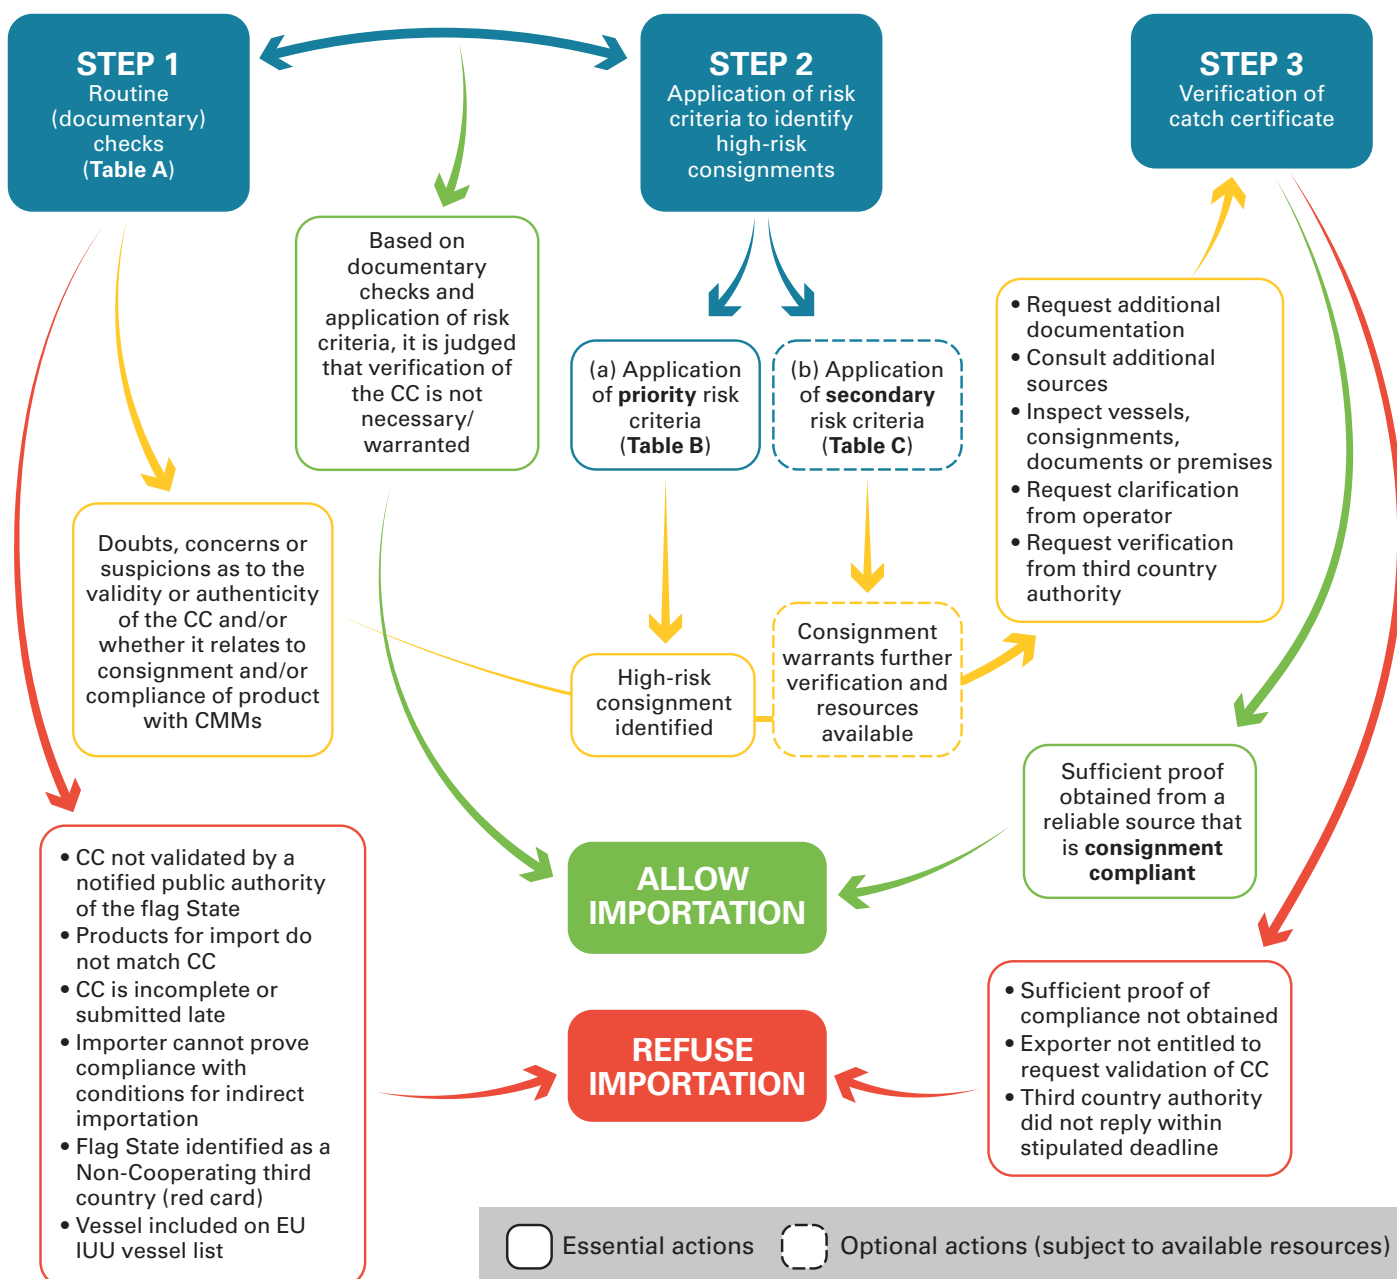 STEP 1
Routine
(documentary)
checks
(Table A)
STEP 2
Application of risk
criteria to identify
high-risk
consignments
STEP 3
Verification of
catch certificate
Based on
documentary
checks and
application of risk
criteria, it is judged
that verification of
the CC is not
necessary/
warranted
(a) Application
of priority risk
criteria
(Table B)
(b) Application
of secondary
risk criteria
(Table C)
• Request additional
documentation
• Consult additional
sources
• Inspect vessels,
consignments,
documents or premises
• Request clarification
from operator
• Request verification
from third country
authority
Doubts, concerns or
suspicions as to the
validity or authenticity
of the CC and/or
whether it relates to
consignment and/or
compliance of product
with CMMs
High-risk
consignment
identified
Consignment
warrants further
verification and
resources
available
Sufficient proof
obtained from a
reliable source that
is consignment
compliant
• CC not validated by a
notified public authority
of the flag State
• Products for import do
not match CC
• CC is incomplete or
submitted late
• Importer cannot prove
compliance with
conditions for indirect
importation
• Flag State identified as a
Non-Cooperating third
country (red card)
• Vessel included on EU
IUU vessel list
ALLOW
IMPORTATION
REFUSE
IMPORTATION
• Sufficient proof of
compliance not obtained
• Exporter not entitled to
request validation of CC
• Third country authority
did not reply within
stipulated deadline
Essential actions
Optional actions (subject to available resources)